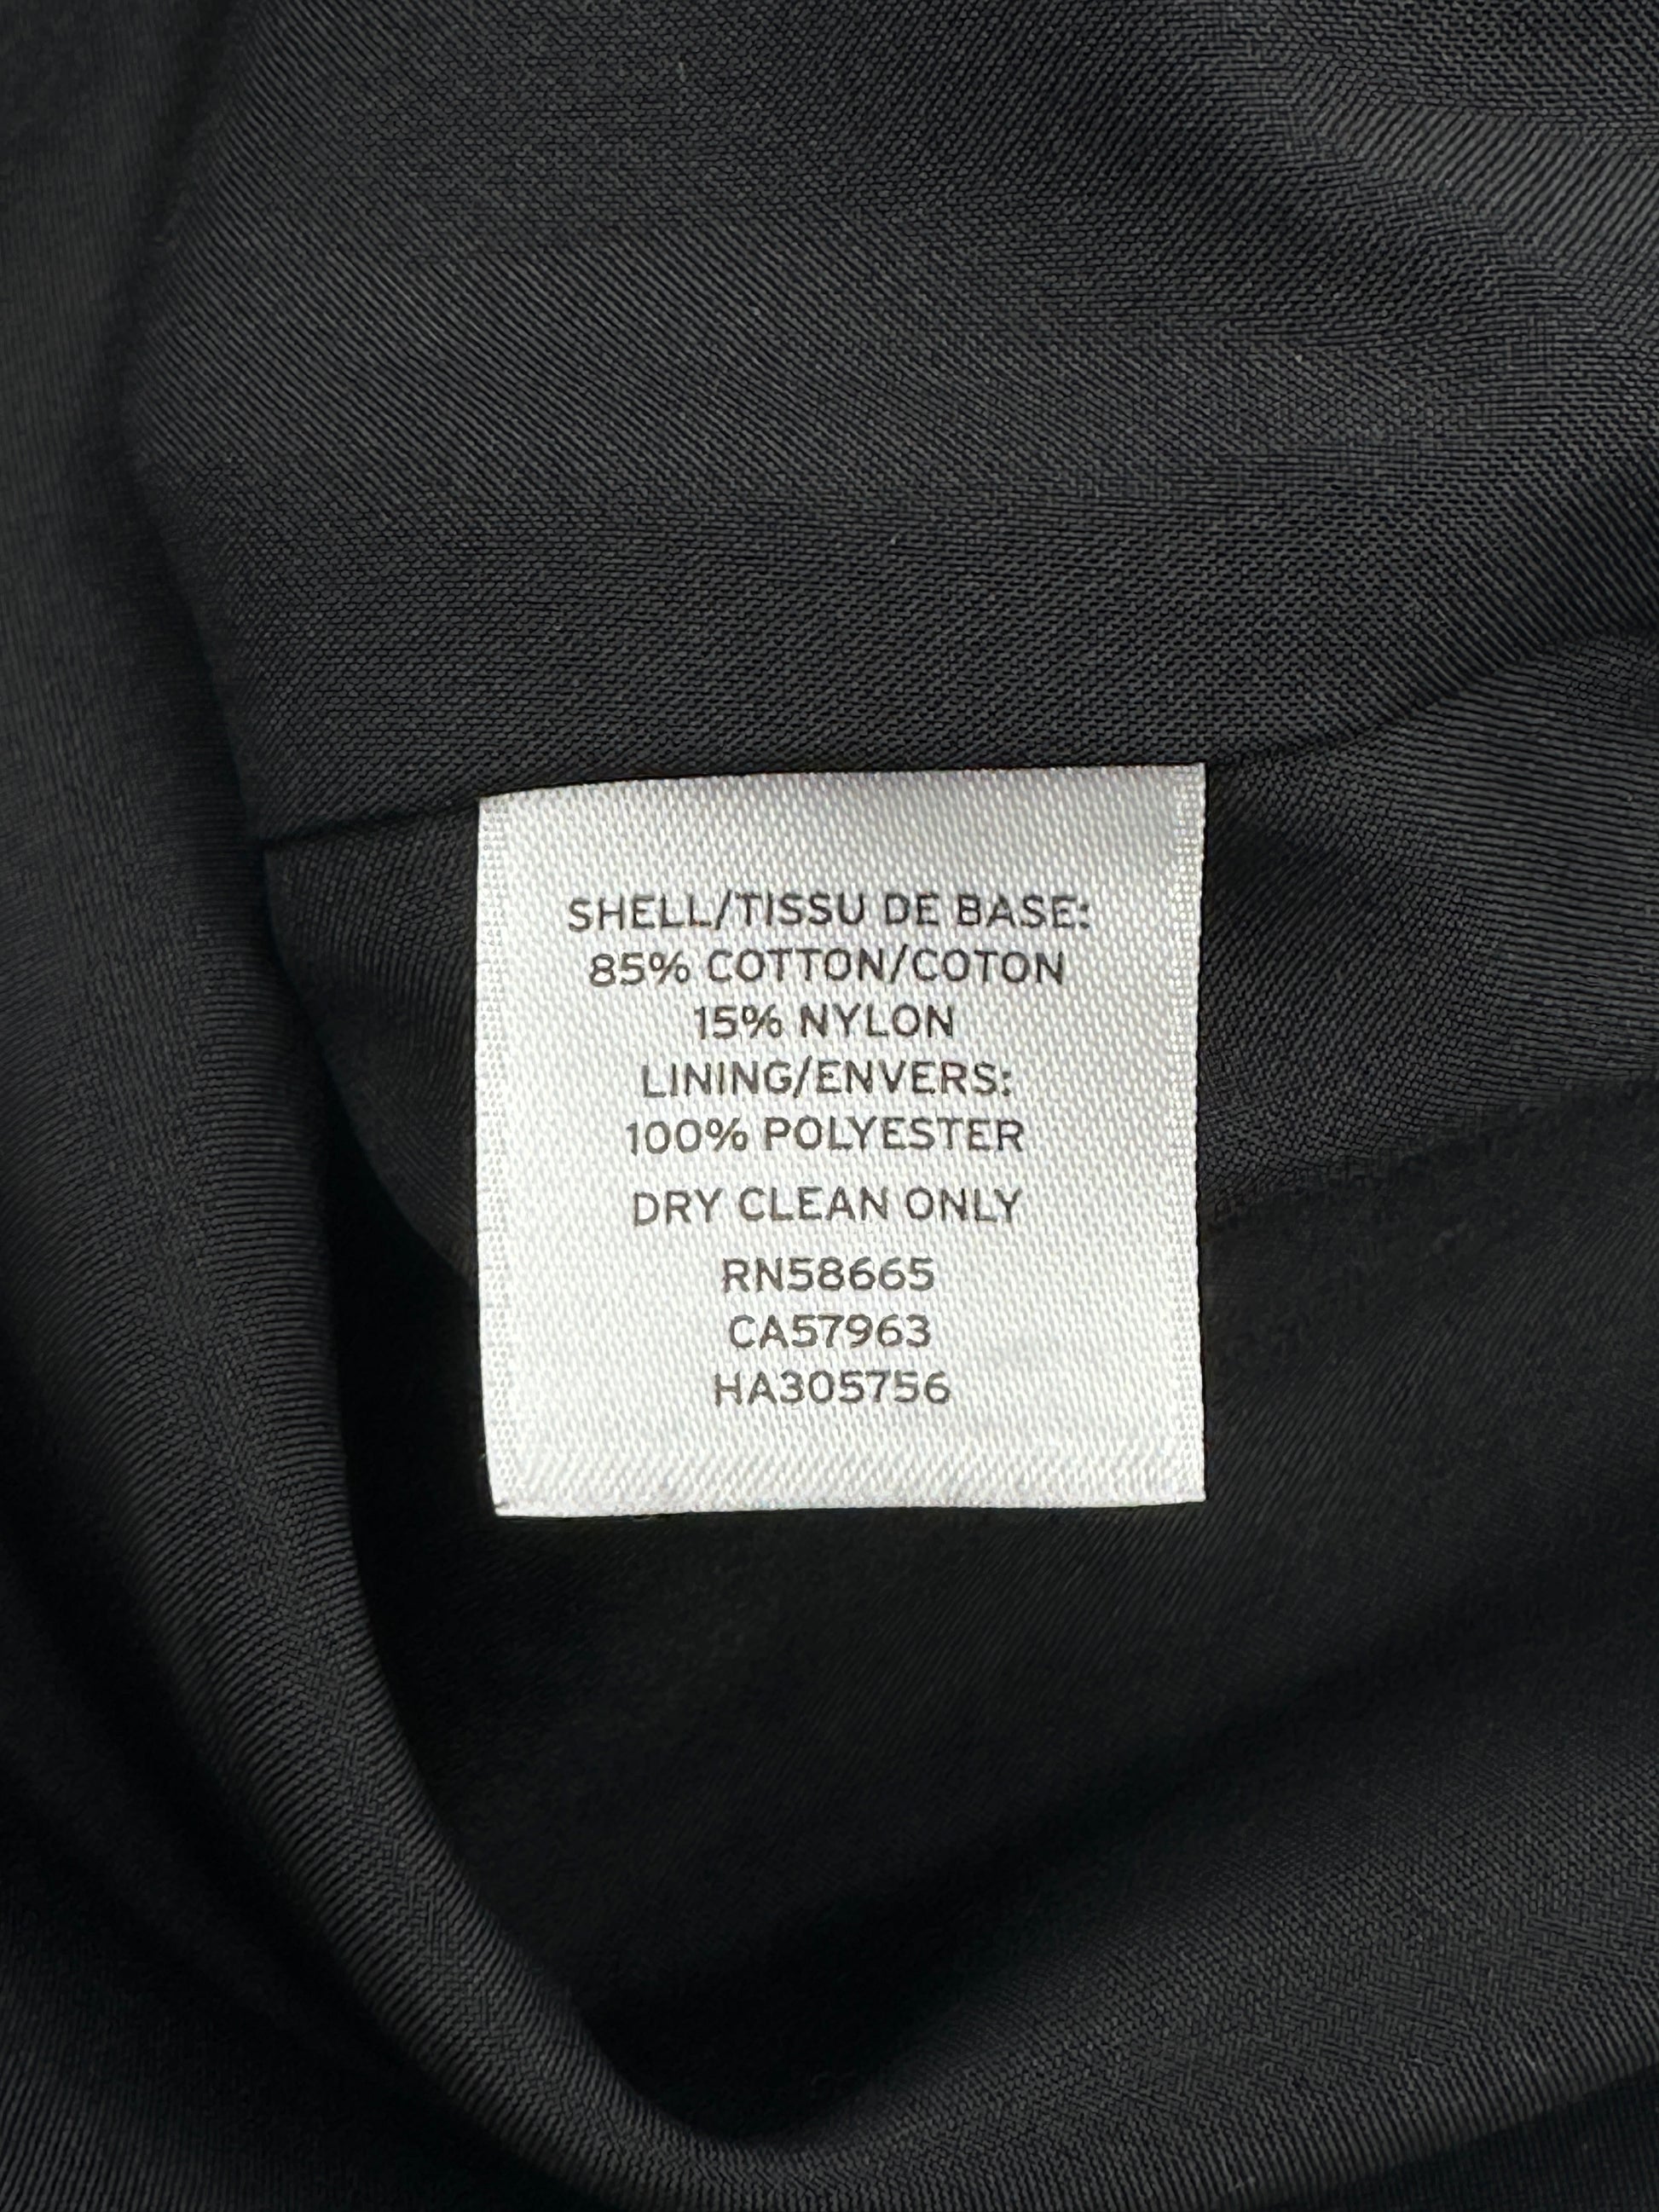 SHELL/TISSU DE BASE:
85% COTTON/COTON
15% NYLON
LINING/ENVERS:
100% POLYESTER
DRY CLEAN ONLY
RN58665
CA57963
HA305756